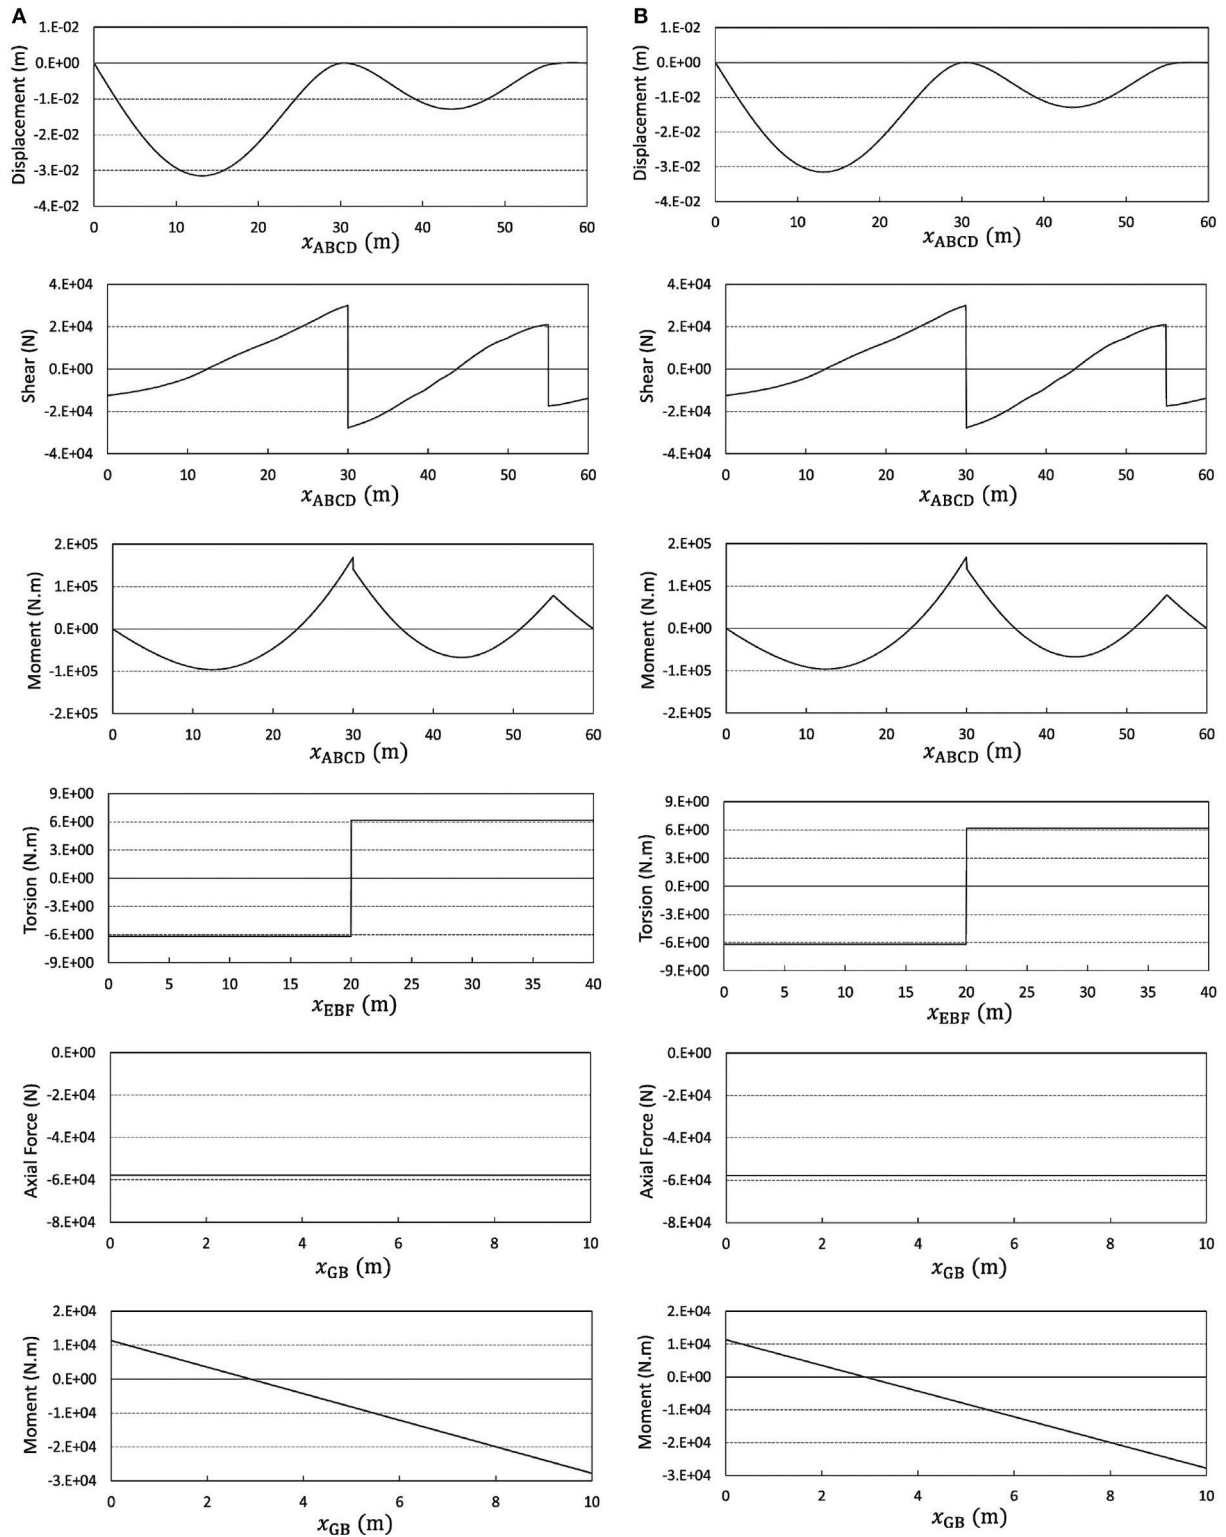 A
1.E-02
0.E+00
-1.E-02
-2.E-02
-3.E-02
-4.E-02
Displacement (m)
0 10 20 30 40 50 60
xABCD (m)
4.E+04
2.E+04
0.E+00
-2.E+04
-4.E+04
Shear (N)
0 10 20 30 40 50 60
xABCD (m)
2.E+05
1.E+05
0.E+00
-1.E+05
-2.E+05
Moment (N.m)
0 10 20 30 40 50 60
xABCD (m)
9.E+00
6.E+00
3.E+00
0.E+00
-3.E+00
-6.E+00
-9.E+00
Torsion (N.m)
0 5 10 15 20 25 30 35 40
xEBF (m)
0.E+00
-2.E+04
-4.E+04
-6.E+04
-8.E+04
Axial Force (N)
0 2 4 6 8 10
xGB (m)
2.E+04
1.E+04
0.E+00
-1.E+04
-2.E+04
-3.E+04
Moment (N.m)
0 2 4 6 8 10
xGB (m)
B
1.E-02
0.E+00
-1.E-02
-2.E-02
-3.E-02
-4.E-02
Displacement (m)
0 10 20 30 40 50 60
xABCD (m)
4.E+04
2.E+04
0.E+00
-2.E+04
-4.E+04
Shear (N)
0 10 20 30 40 50 60
xABCD (m)
2.E+05
1.E+05
0.E+00
-1.E+05
-2.E+05
Moment (N.m)
0 10 20 30 40 50 60
xABCD (m)
9.E+00
6.E+00
3.E+00
0.E+00
-3.E+00
-6.E+00
-9.E+00
Torsion (N.m)
0 5 10 15 20 25 30 35 40
xEBF (m)
0.E+00
-2.E+04
-4.E+04
-6.E+04
-8.E+04
Axial Force (N)
0 2 4 6 8 10
xGB (m)
2.E+04
1.E+04
0.E+00
-1.E+04
-2.E+04
-3.E+04
Moment (N.m)
0 2 4 6 8 10
xGB (m)